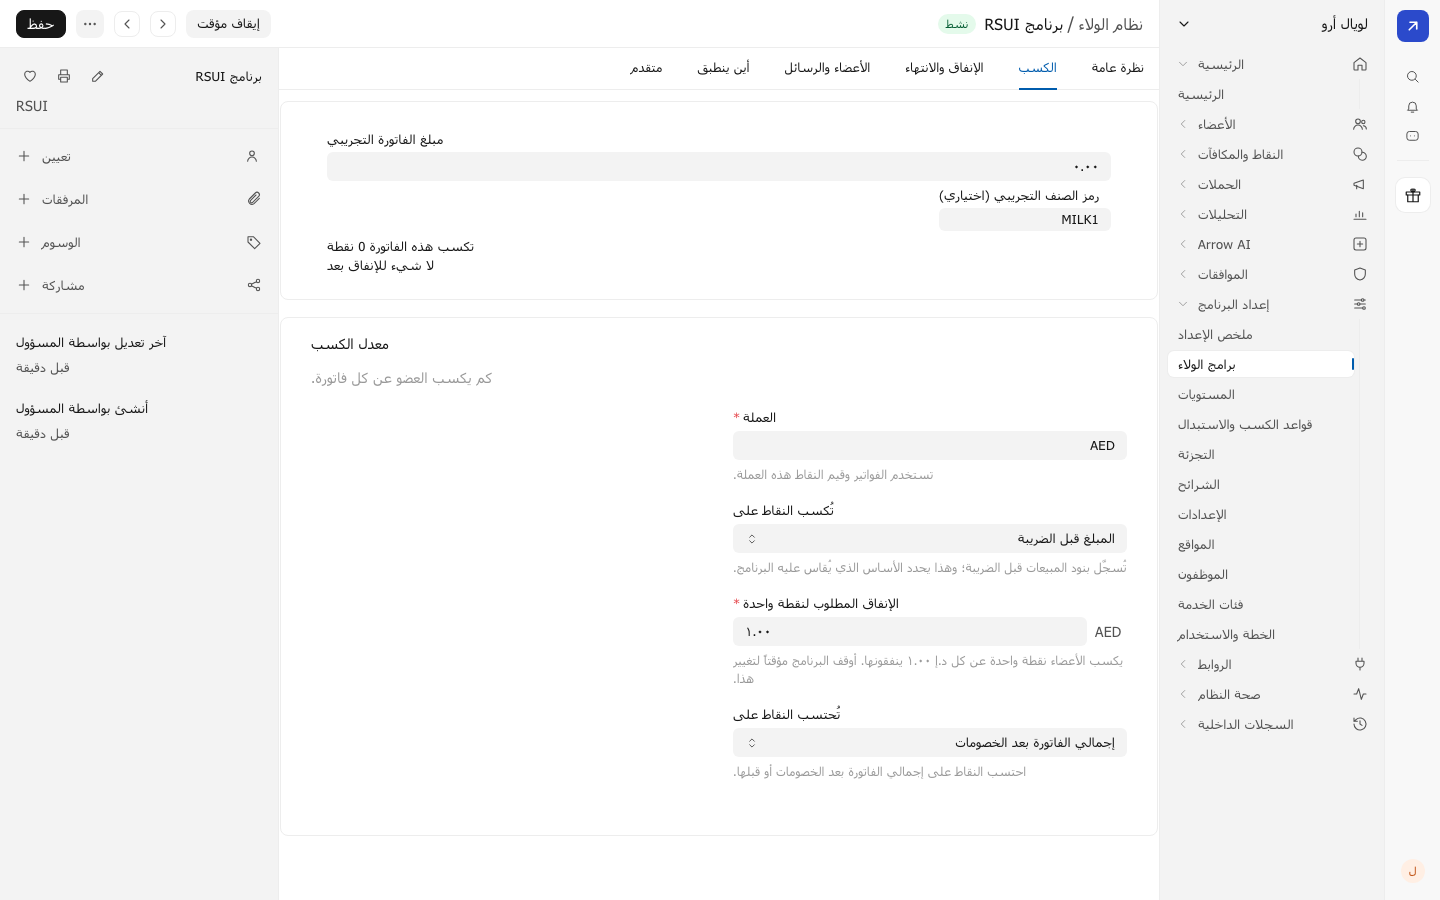 لويال أرو
الرئيسية
الرئيسية
الأعضاء
النقاط والمكافآت
الحملات
التحليلات
Arrow AI
الموافقات
إعداد البرنامج
ملخص الإعداد
برامج الولاء
المستويات
قواعد الكسب والاستبدال
التجزئة
الشرائح
الإعدادات
المواقع
الموظفون
فئات الخدمة
الخطة والاستخدام
الروابط
صحة النظام
السجلات الداخلية
ل
نظام الولاء / برنامج RSUI نشط
إيقاف مؤقت
حفظ
نظرة عامة
الكسب
الإنفاق والانتهاء
الأعضاء والرسائل
أين ينطبق
متقدم
مبلغ الفاتورة التجريبي
٠.٠٠
رمز الصنف التجريبي (اختياري)
MILK1
تكسب هذه الفاتورة 0 نقطة
لا شيء للإنفاق بعد
معدل الكسب
كم يكسب العضو عن كل فاتورة.
العملة *
AED
تستخدم الفواتير وقيم النقاط هذه العملة.
تُكسب النقاط على
المبلغ قبل الضريبة
تُسجَّل بنود المبيعات قبل الضريبة؛ وهذا يحدد الأساس الذي يُقاس عليه البرنامج.
الإنفاق المطلوب لنقطة واحدة *
AED
١.٠٠
يكسب الأعضاء نقطة واحدة عن كل د.إ ١.٠٠ ينفقونها. أوقف البرنامج مؤقتاً لتغيير
هذا.
تُحتسب النقاط على
إجمالي الفاتورة بعد الخصومات
احتسب النقاط على إجمالي الفاتورة بعد الخصومات أو قبلها.
برنامج RSUI
RSUI
تعيين
المرفقات
الوسوم
مشاركة
آخر تعديل بواسطة المسؤول
قبل دقيقة
أنشئ بواسطة المسؤول
قبل دقيقة